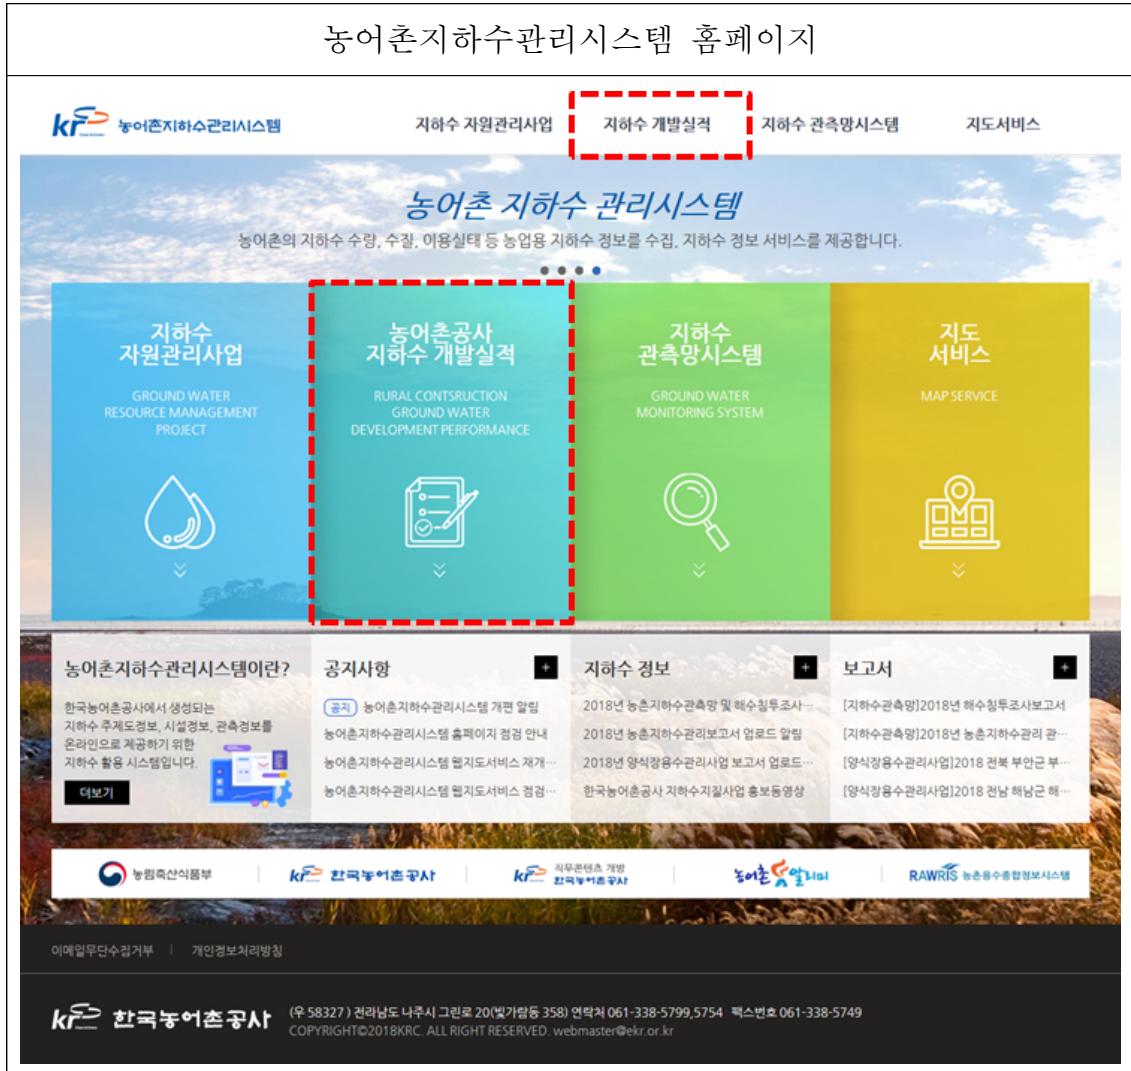 농어촌지하수관리시스템 홈페이지
kr 농어촌지하수관리시스템
지하수 자원관리사업
지하수 개발실적
지하수 관측망시스템
지도서비스
농어촌 지하수 관리시스템
농어촌의 지하수 수량, 수질, 이용실태 등 농업용 지하수 정보를 수집, 지하수 정보 서비스를 제공합니다.
지하수
자원관리사업
GROUND WATER
RESOURCE MANAGEMENT
PROJECT
농어촌공사
지하수 개발실적
RURAL CONTSRUCTION
GROUND WATER
DEVELOPMENT PERFORMANCE
지하수
관측망시스템
GROUND WATER
MONITORING SYSTEM
지도
서비스
MAP SERVICE
농어촌지하수관리시스템이란?
한국농어촌공사에서 생성되는
지하수 주제도정보, 시설정보, 관측정보를
온라인으로 제공하기 위한
지하수 활용 시스템입니다.
더보기
공지사항 +
공지 농어촌지하수관리시스템 개편 알림
농어촌지하수관리시스템 홈페이지 점검 안내
농어촌지하수관리시스템 웹지도서비스 재개…
농어촌지하수관리시스템 웹지도서비스 점검…
지하수 정보 +
2018년 농촌지하수관측망 및 해수침투조사…
2018년 농촌지하수관리보고서 업로드 알림
2018년 양식장용수관리사업 보고서 업로드…
한국농어촌공사 지하수지질사업 홍보동영상
보고서 +
[지하수관측망]2018년 해수침투조사보고서
[지하수관측망]2018년 농촌지하수관리 관…
[양식장용수관리사업]2018 전북 부안군 부…
[양식장용수관리사업]2018 전남 해남군 해…
농림축산식품부
kr 한국농어촌공사
kr 직무콘텐츠 개발
한국농어촌공사
농어촌알리미
RAWRIS 농촌용수종합정보시스템
이메일무단수집거부 | 개인정보처리방침
kr 한국농어촌공사
(우 58327 ) 전라남도 나주시 그린로 20(빛가람동 358) 연락처 061-338-5799,5754 팩스번호 061-338-5749
COPYRIGHT©2018KRC. ALL RIGHT RESERVED. webmaster@ekr.or.kr